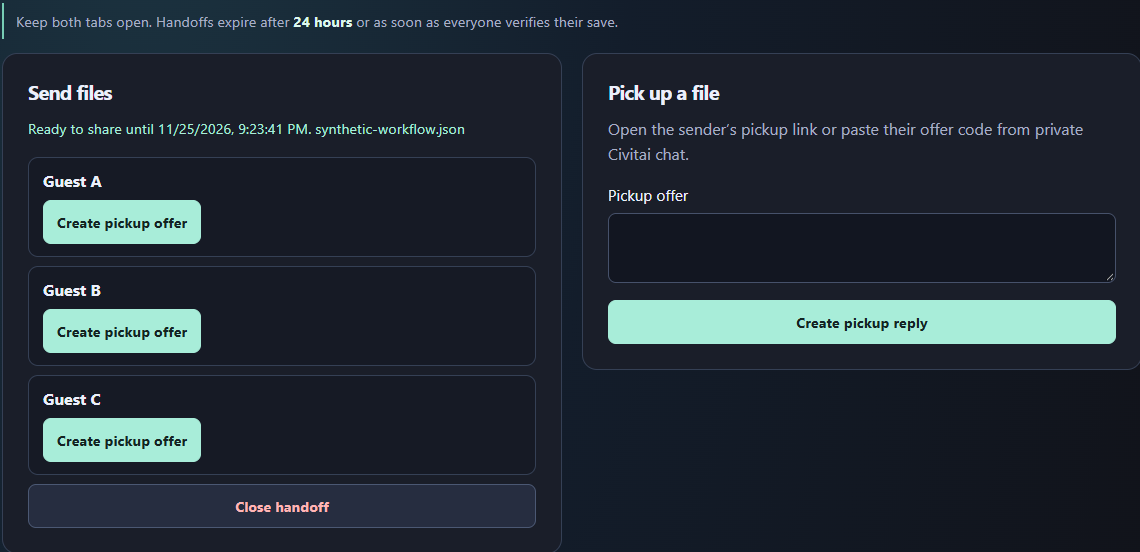 Keep both tabs open. Handoffs expire after 24 hours or as soon as everyone verifies their save.
Send files
Ready to share until 11/25/2026, 9:23:41 PM. synthetic-workflow.json
Guest A
Create pickup offer
Guest B
Create pickup offer
Guest C
Create pickup offer
Close handoff
Pick up a file
Open the sender’s pickup link or paste their offer code from private
Civitai chat.
Pickup offer
Create pickup reply